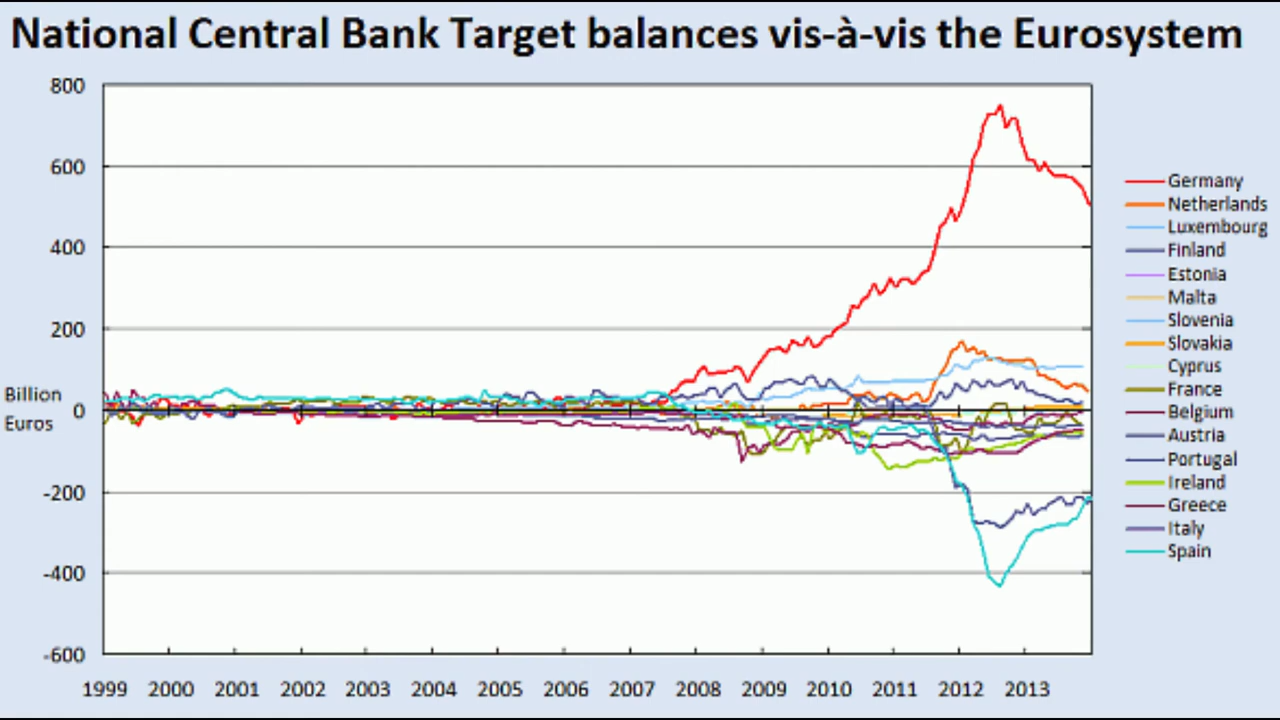 National Central Bank Target balances vis-à-vis the Eurosystem
800
600
400
200
0
-200
-400
-600
Billion
Euros
1999 2000 2001 2002 2003 2004 2005 2006 2007 2008 2009 2010 2011 2012 2013
Germany
Netherlands
Luxembourg
Finland
Estonia
Malta
Slovenia
Slovakia
Cyprus
France
Belgium
Austria
Portugal
Ireland
Greece
Italy
Spain